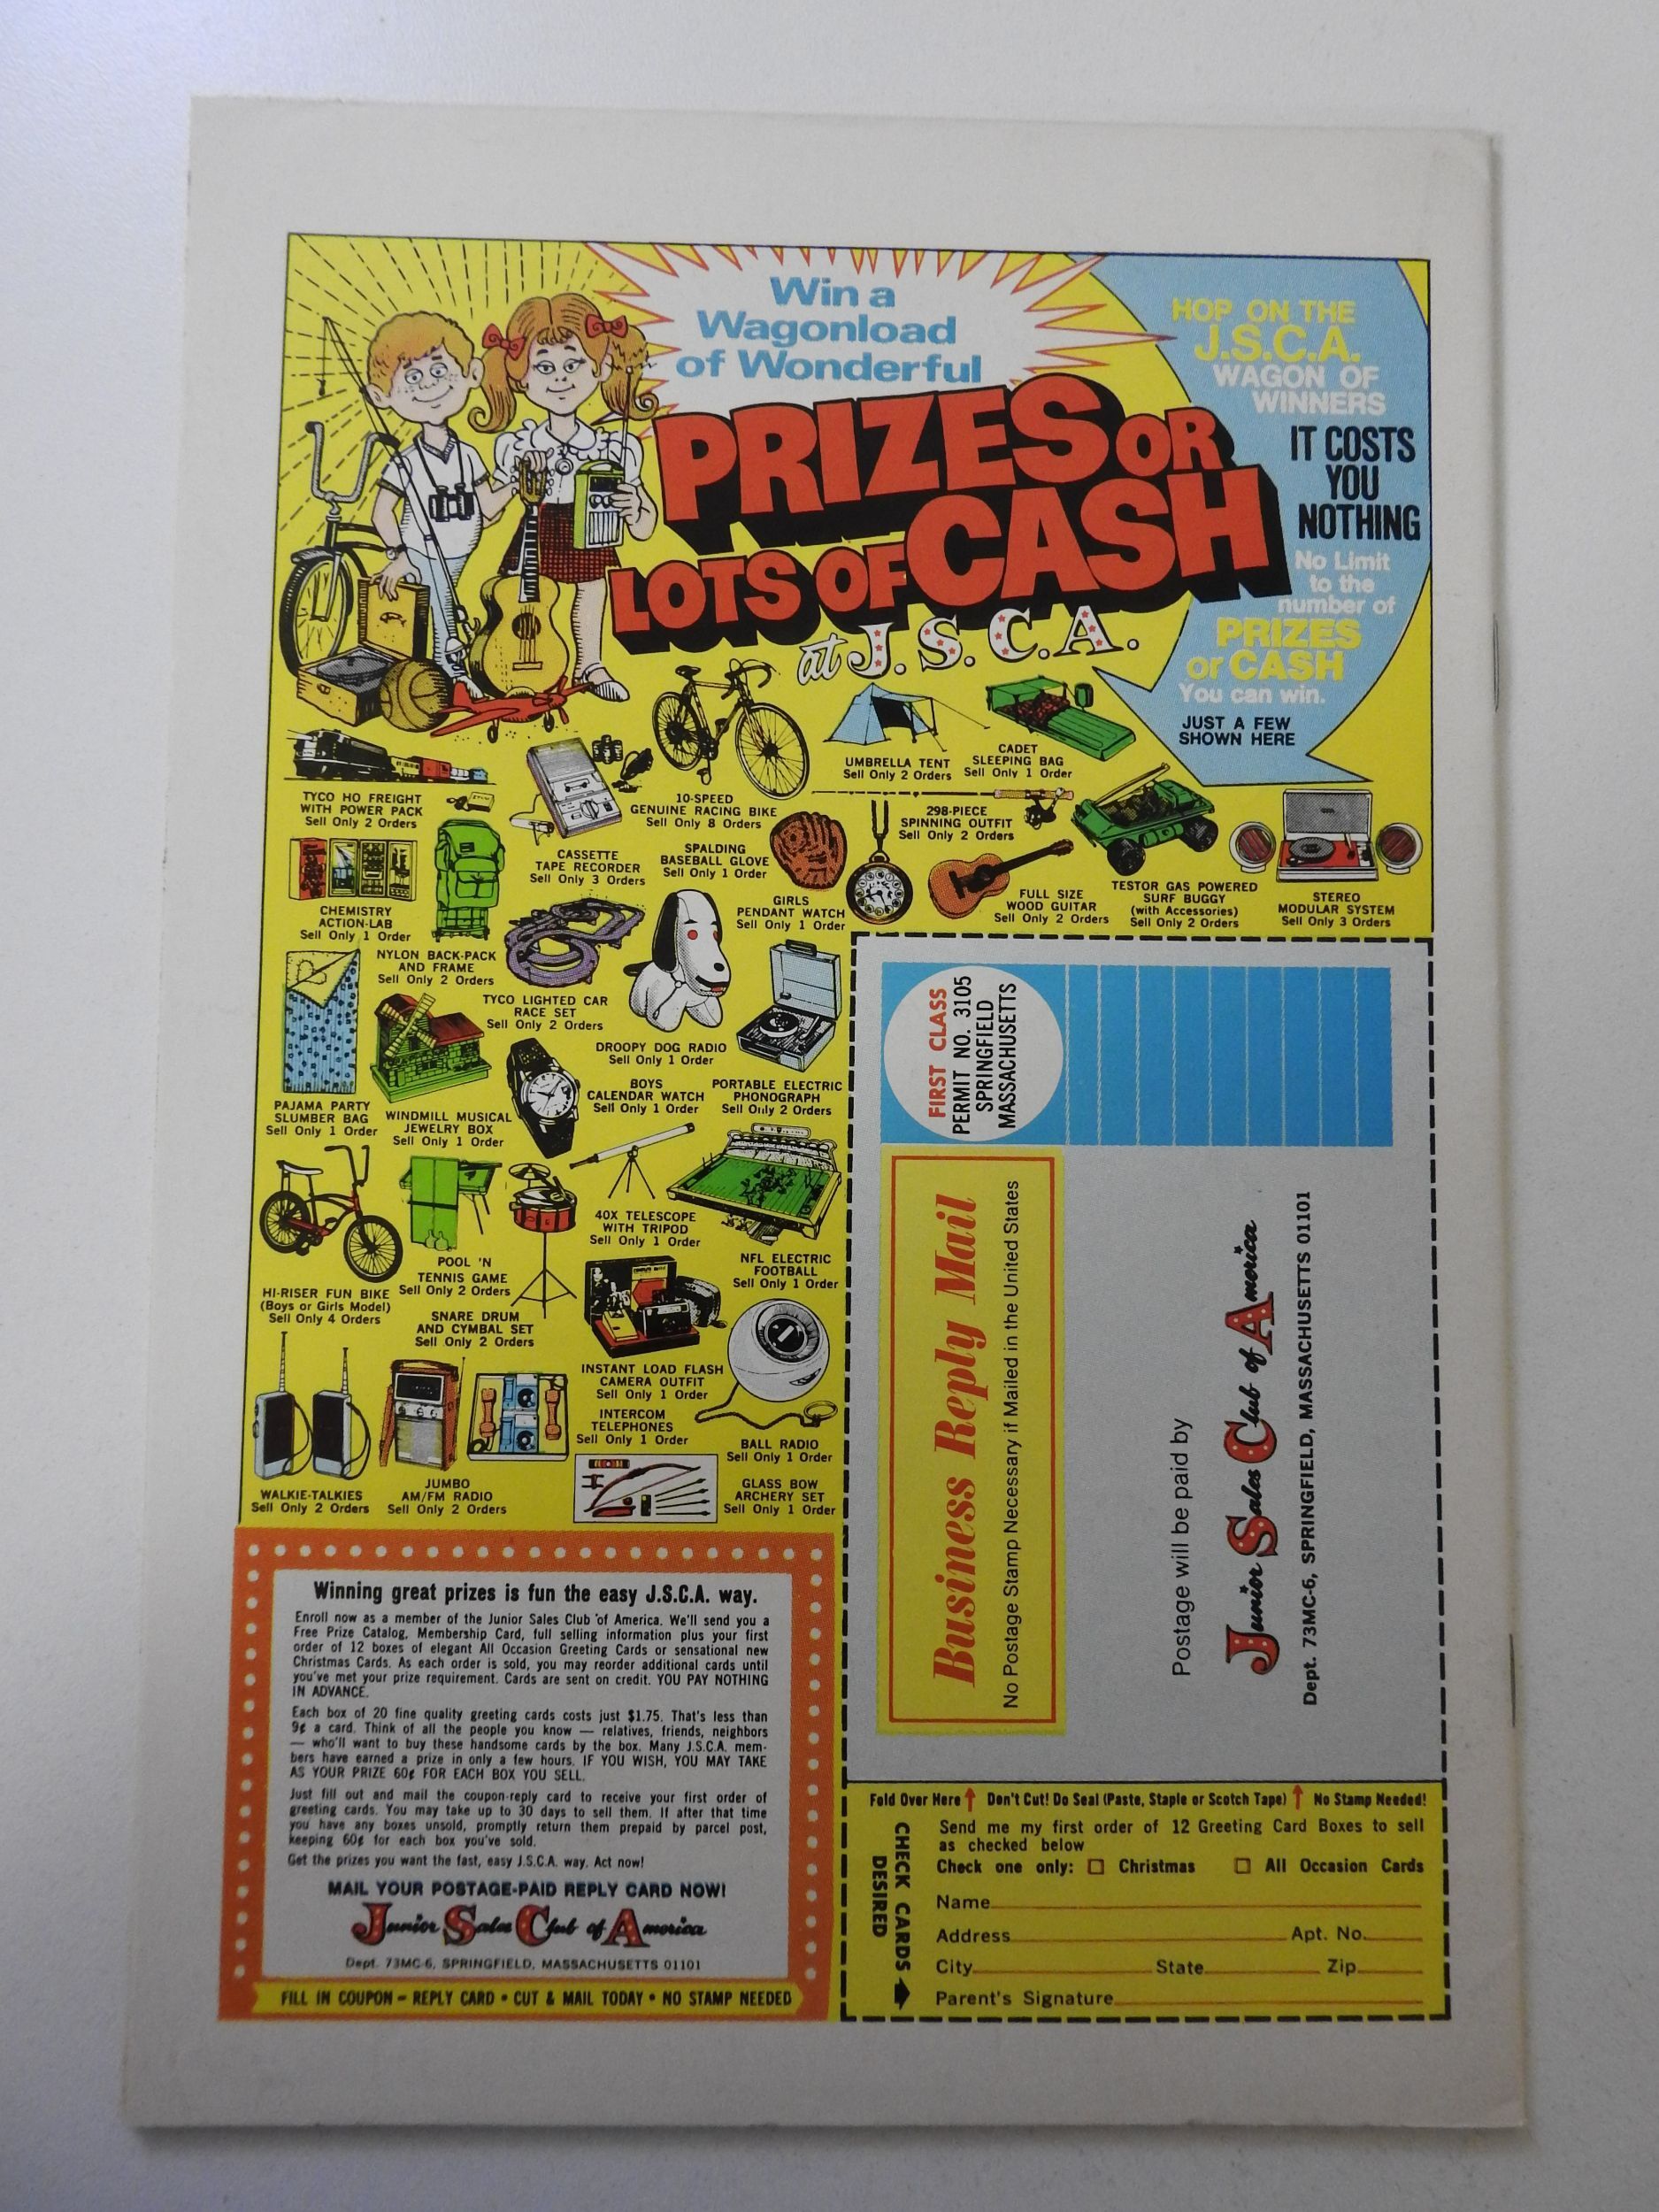 Win a
Wagonload
of Wonderful
PRIZES OR
LOTS OF CASH
at J.S.C.A.
HOP ON THE
J.S.C.A.
WAGON OF
WINNERS
IT COSTS
YOU
NOTHING
No Limit
to the
number of
PRIZES
or CASH
You can win.
JUST A FEW
SHOWN HERE
TYCO HO FREIGHT
WITH POWER PACK
Sell Only 2 Orders
CASSETTE
TAPE RECORDER
Sell Only 3 Orders
10-SPEED
GENUINE RACING BIKE
Sell Only 8 Orders
UMBRELLA TENT
Sell Only 2 Orders
CADET
SLEEPING BAG
Sell Only 1 Order
298-PIECE
SPINNING OUTFIT
Sell Only 2 Orders
SPALDING
BASEBALL GLOVE
Sell Only 1 Order
GIRLS
PENDANT WATCH
Sell Only 1 Order
FULL SIZE
WOOD GUITAR
Sell Only 2 Orders
TESTOR GAS POWERED
SURF BUGGY
(with Accessories)
Sell Only 2 Orders
STEREO
MODULAR SYSTEM
Sell Only 3 Orders
CHEMISTRY
ACTION-LAB
Sell Only 1 Order
NYLON BACK-PACK
AND FRAME
Sell Only 2 Orders
TYCO LIGHTED CAR
RACE SET
Sell Only 2 Orders
DROOPY DOG RADIO
Sell Only 1 Order
PAJAMA PARTY
SLUMBER BAG
Sell Only 1 Order
WINDMILL MUSICAL
JEWELRY BOX
Sell Only 1 Order
BOYS
CALENDAR WATCH
Sell Only 1 Order
PORTABLE ELECTRIC
PHONOGRAPH
Sell Only 2 Orders
HI-RISER FUN BIKE
(Boys or Girls Model)
Sell Only 4 Orders
POOL 'N
TENNIS GAME
Sell Only 2 Orders
SNARE DRUM
AND CYMBAL SET
Sell Only 2 Orders
40X TELESCOPE
WITH TRIPOD
Sell Only 1 Order
NFL ELECTRIC
FOOTBALL
Sell Only 1 Order
INSTANT LOAD FLASH
CAMERA OUTFIT
Sell Only 1 Order
INTERCOM
TELEPHONES
Sell Only 1 Order
BALL RADIO
Sell Only 1 Order
WALKIE-TALKIES
Sell Only 2 Orders
JUMBO
AM/FM RADIO
Sell Only 2 Orders
GLASS BOW
ARCHERY SET
Sell Only 1 Order
Winning great prizes is fun the easy J.S.C.A. way.
Enroll now as a member of the Junior Sales Club of America. We'll send you a
Free Prize Catalog, Membership Card, full selling information plus your first
order of 12 boxes of elegant All Occasion Greeting Cards or sensational new
Christmas Cards. As each order is sold, you may reorder additional cards until
you've met your prize requirement. Cards are sent on credit. YOU PAY NOTHING
IN ADVANCE.
Each box of 20 fine quality greeting cards costs just $1.75. That's less than
9¢ a card. Think of all the people you know — relatives, friends, neighbors
— who'll want to buy these handsome cards by the box. Many J.S.C.A. mem-
bers have earned a prize in only a few hours. IF YOU WISH, YOU MAY TAKE
AS YOUR PRIZE 60¢ FOR EACH BOX YOU SELL.
Just fill out and mail the coupon-reply card to receive your first order of
greeting cards. You may take up to 30 days to sell them. If after that time
you have any boxes unsold, promptly return them prepaid by parcel post,
keeping 60¢ for each box you've sold.
Get the prizes you want the fast, easy J.S.C.A. way. Act now!
MAIL YOUR POSTAGE-PAID REPLY CARD NOW!
Junior Sales Club of America
Dept. 73MC-6, SPRINGFIELD, MASSACHUSETTS 01101
FILL IN COUPON – REPLY CARD • CUT & MAIL TODAY • NO STAMP NEEDED
FIRST CLASS
PERMIT NO. 3105
SPRINGFIELD
MASSACHUSETTS
Business Reply Mail
No Postage Stamp Necessary if Mailed in the United States
Postage will be paid by
Junior Sales Club of America
Dept. 73MC-6, SPRINGFIELD, MASSACHUSETTS 01101
Fold Over Here Don't Cut! Do Seal (Paste, Staple or Scotch Tape) No Stamp Needed!
CHECK CARDS
DESIRED
Send me my first order of 12 Greeting Card Boxes to sell
as checked below
Check one only: Christmas All Occasion Cards
Name
Address Apt. No.
City State Zip
Parent's Signature